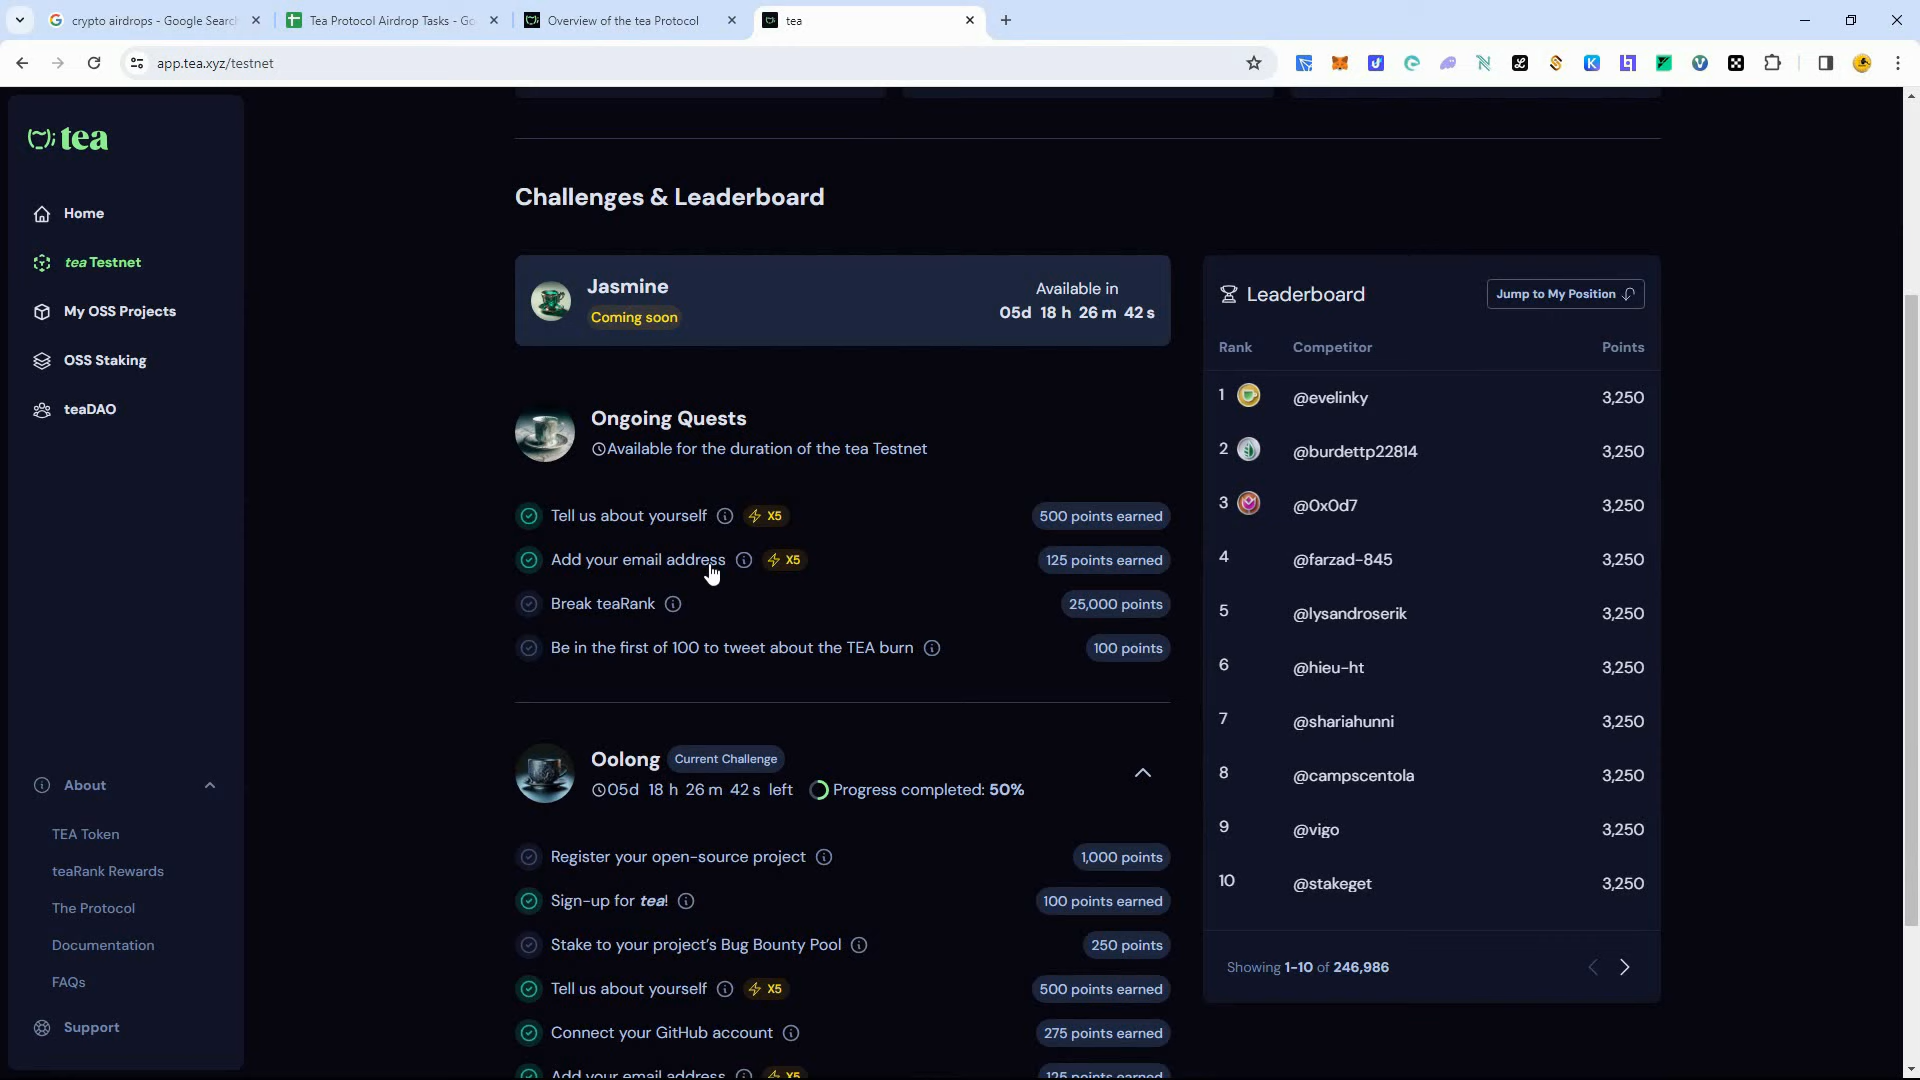 crypto airdrops - Google Searc
Tea Protocol Airdrop Tasks - Go
Overview of the tea Protocol
tea
app.tea.xyz/testnet
tea
Home
tea Testnet
My OSS Projects
OSS Staking
teaDAO
About
TEA Token
teaRank Rewards
The Protocol
Documentation
FAQs
Support
Challenges & Leaderboard
Jasmine
Coming soon
Available in
05d 18 h 26 m 42 s
Ongoing Quests
Available for the duration of the tea Testnet
Tell us about yourself X5 500 points earned
Add your email address X5 125 points earned
Break teaRank 25,000 points
Be in the first of 100 to tweet about the TEA burn 100 points
Oolong Current Challenge
05d 18 h 26 m 42 s left Progress completed: 50%
Register your open-source project 1,000 points
Sign-up for tea! 100 points earned
Stake to your project's Bug Bounty Pool 250 points
Tell us about yourself X5 500 points earned
Connect your GitHub account 275 points earned
Add your email address X5 125 points earned
Leaderboard Jump to My Position
Rank Competitor Points
1 @evelinky 3,250
2 @burdettp22814 3,250
3 @0x0d7 3,250
4 @farzad-845 3,250
5 @lysandroserik 3,250
6 @hieu-ht 3,250
7 @shariahunni 3,250
8 @campscentola 3,250
9 @vigo 3,250
10 @stakeget 3,250
Showing 1-10 of 246,986